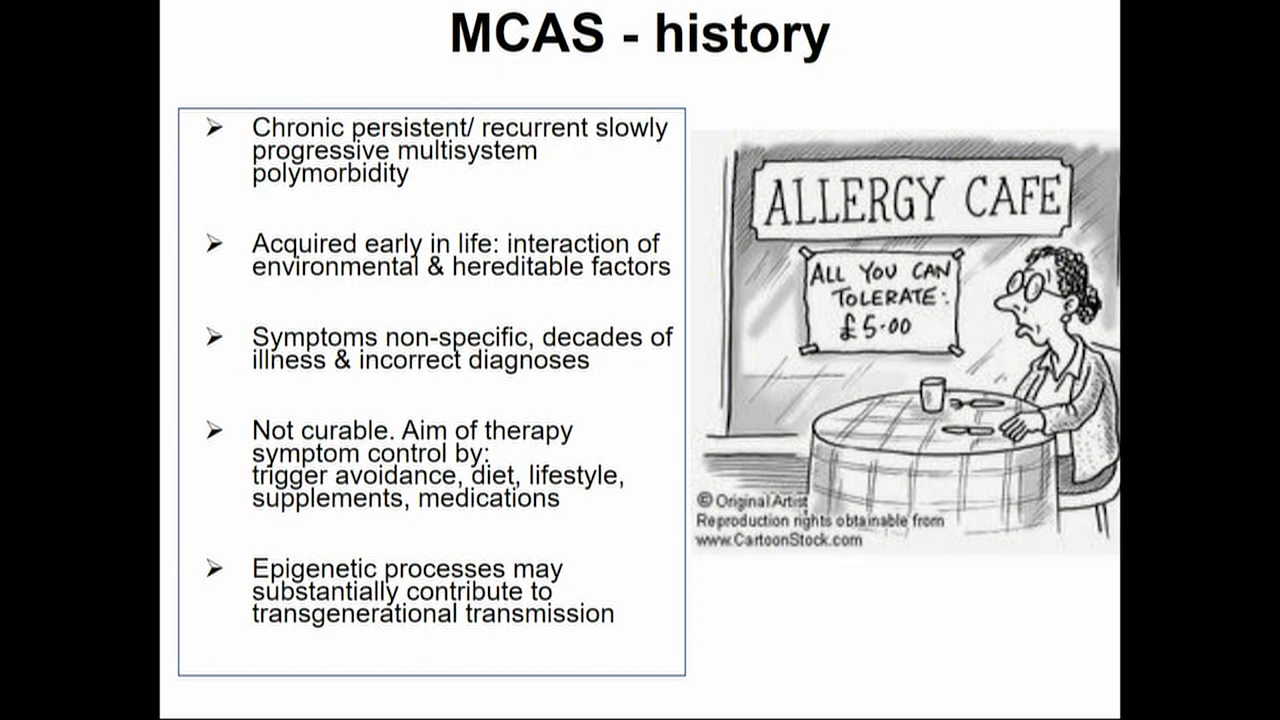 MCAS - history
Chronic persistent/ recurrent slowly
progressive multisystem
polymorbidity
Acquired early in life: interaction of
environmental & hereditable factors
Symptoms non-specific, decades of
illness & incorrect diagnoses
Not curable. Aim of therapy
symptom control by:
trigger avoidance, diet, lifestyle,
supplements, medications
Epigenetic processes may
substantially contribute to
transgenerational transmission
ALLERGY CAFE
ALL YOU CAN
TOLERATE:
£5.00
© Original Artist
Reproduction rights obtainable from
www.CartoonStock.com